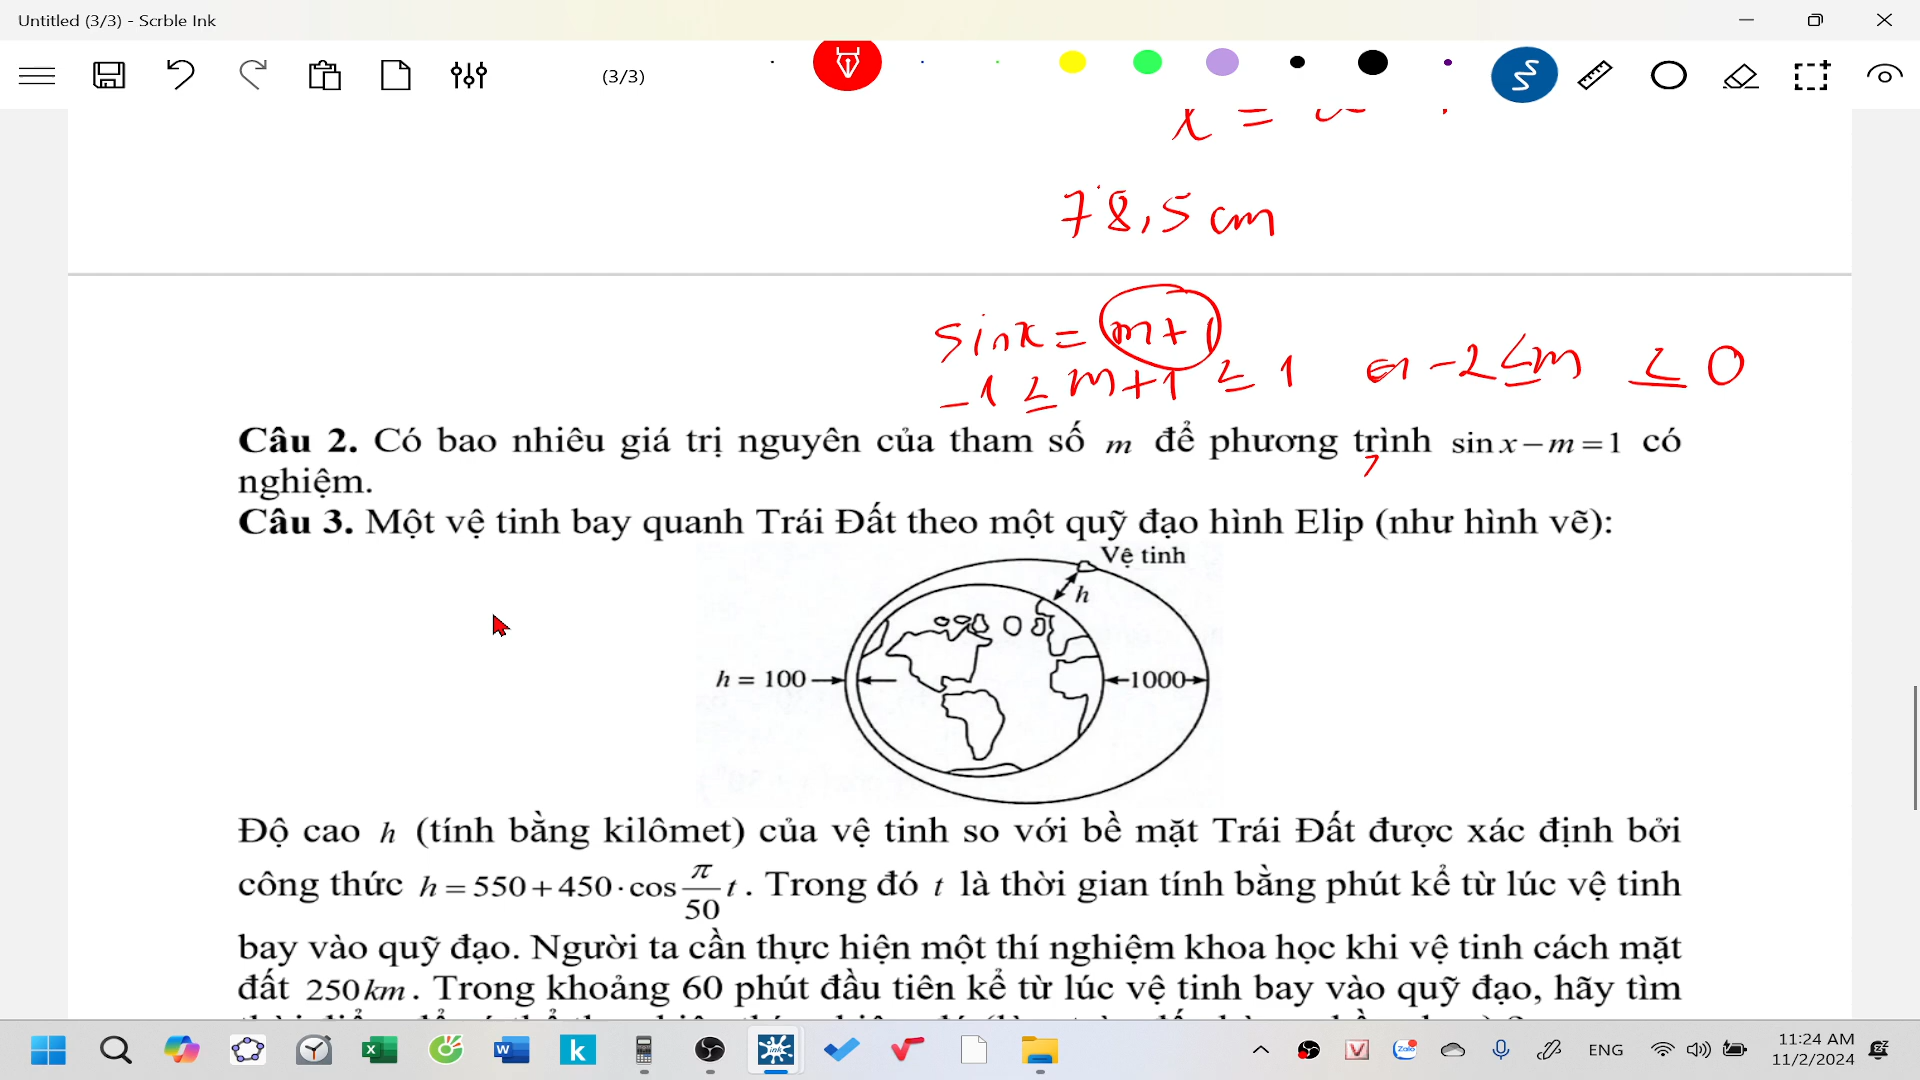 Untitled (3/3) - Scrble Ink
(3/3)
x =
78,5 cm
sinx = m+1
-1 ≤ m+1 ≤ 1 ⇔ -2 ≤ m ≤ 0
Câu 2. Có bao nhiêu giá trị nguyên của tham số m để phương trình sin x − m = 1 có
nghiệm.
Câu 3. Một vệ tinh bay quanh Trái Đất theo một quỹ đạo hình Elip (như hình vẽ):
Vệ tinh
h
h = 100
1000
Độ cao h (tính bằng kilômet) của vệ tinh so với bề mặt Trái Đất được xác định bởi
công thức h = 550 + 450 · cos π/50 t . Trong đó t là thời gian tính bằng phút kể từ lúc vệ tinh
bay vào quỹ đạo. Người ta cần thực hiện một thí nghiệm khoa học khi vệ tinh cách mặt
đất 250 km . Trong khoảng 60 phút đầu tiên kể từ lúc vệ tinh bay vào quỹ đạo, hãy tìm
ENG
11:24 AM
11/2/2024